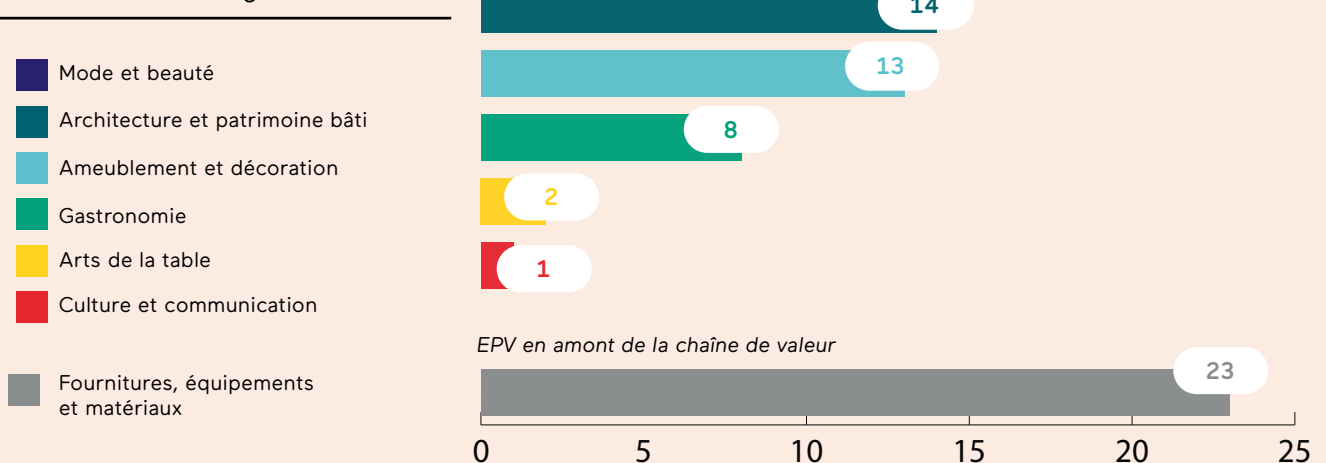 14
Mode et beauté
13
Architecture et patrimoine bâti
8
Ameublement et décoration
Gastronomie
2
Arts de la table
1
Culture et communication
EPV en amont de la chaîne de valeur
23
Fournitures, équipements
et matériaux
0 5 10 15 20 25